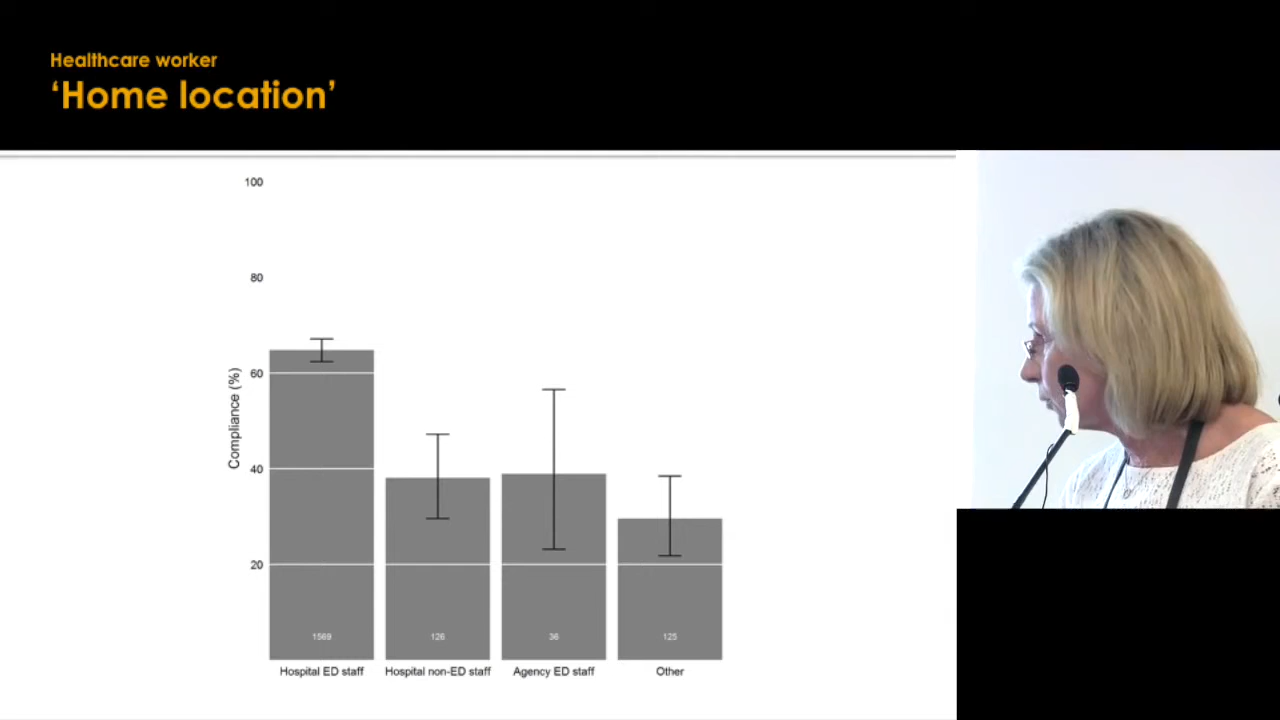 Healthcare worker
‘Home location’
100
80
60
40
20
Compliance (%)
1569
126
36
125
Hospital ED staff
Hospital non-ED staff
Agency ED staff
Other